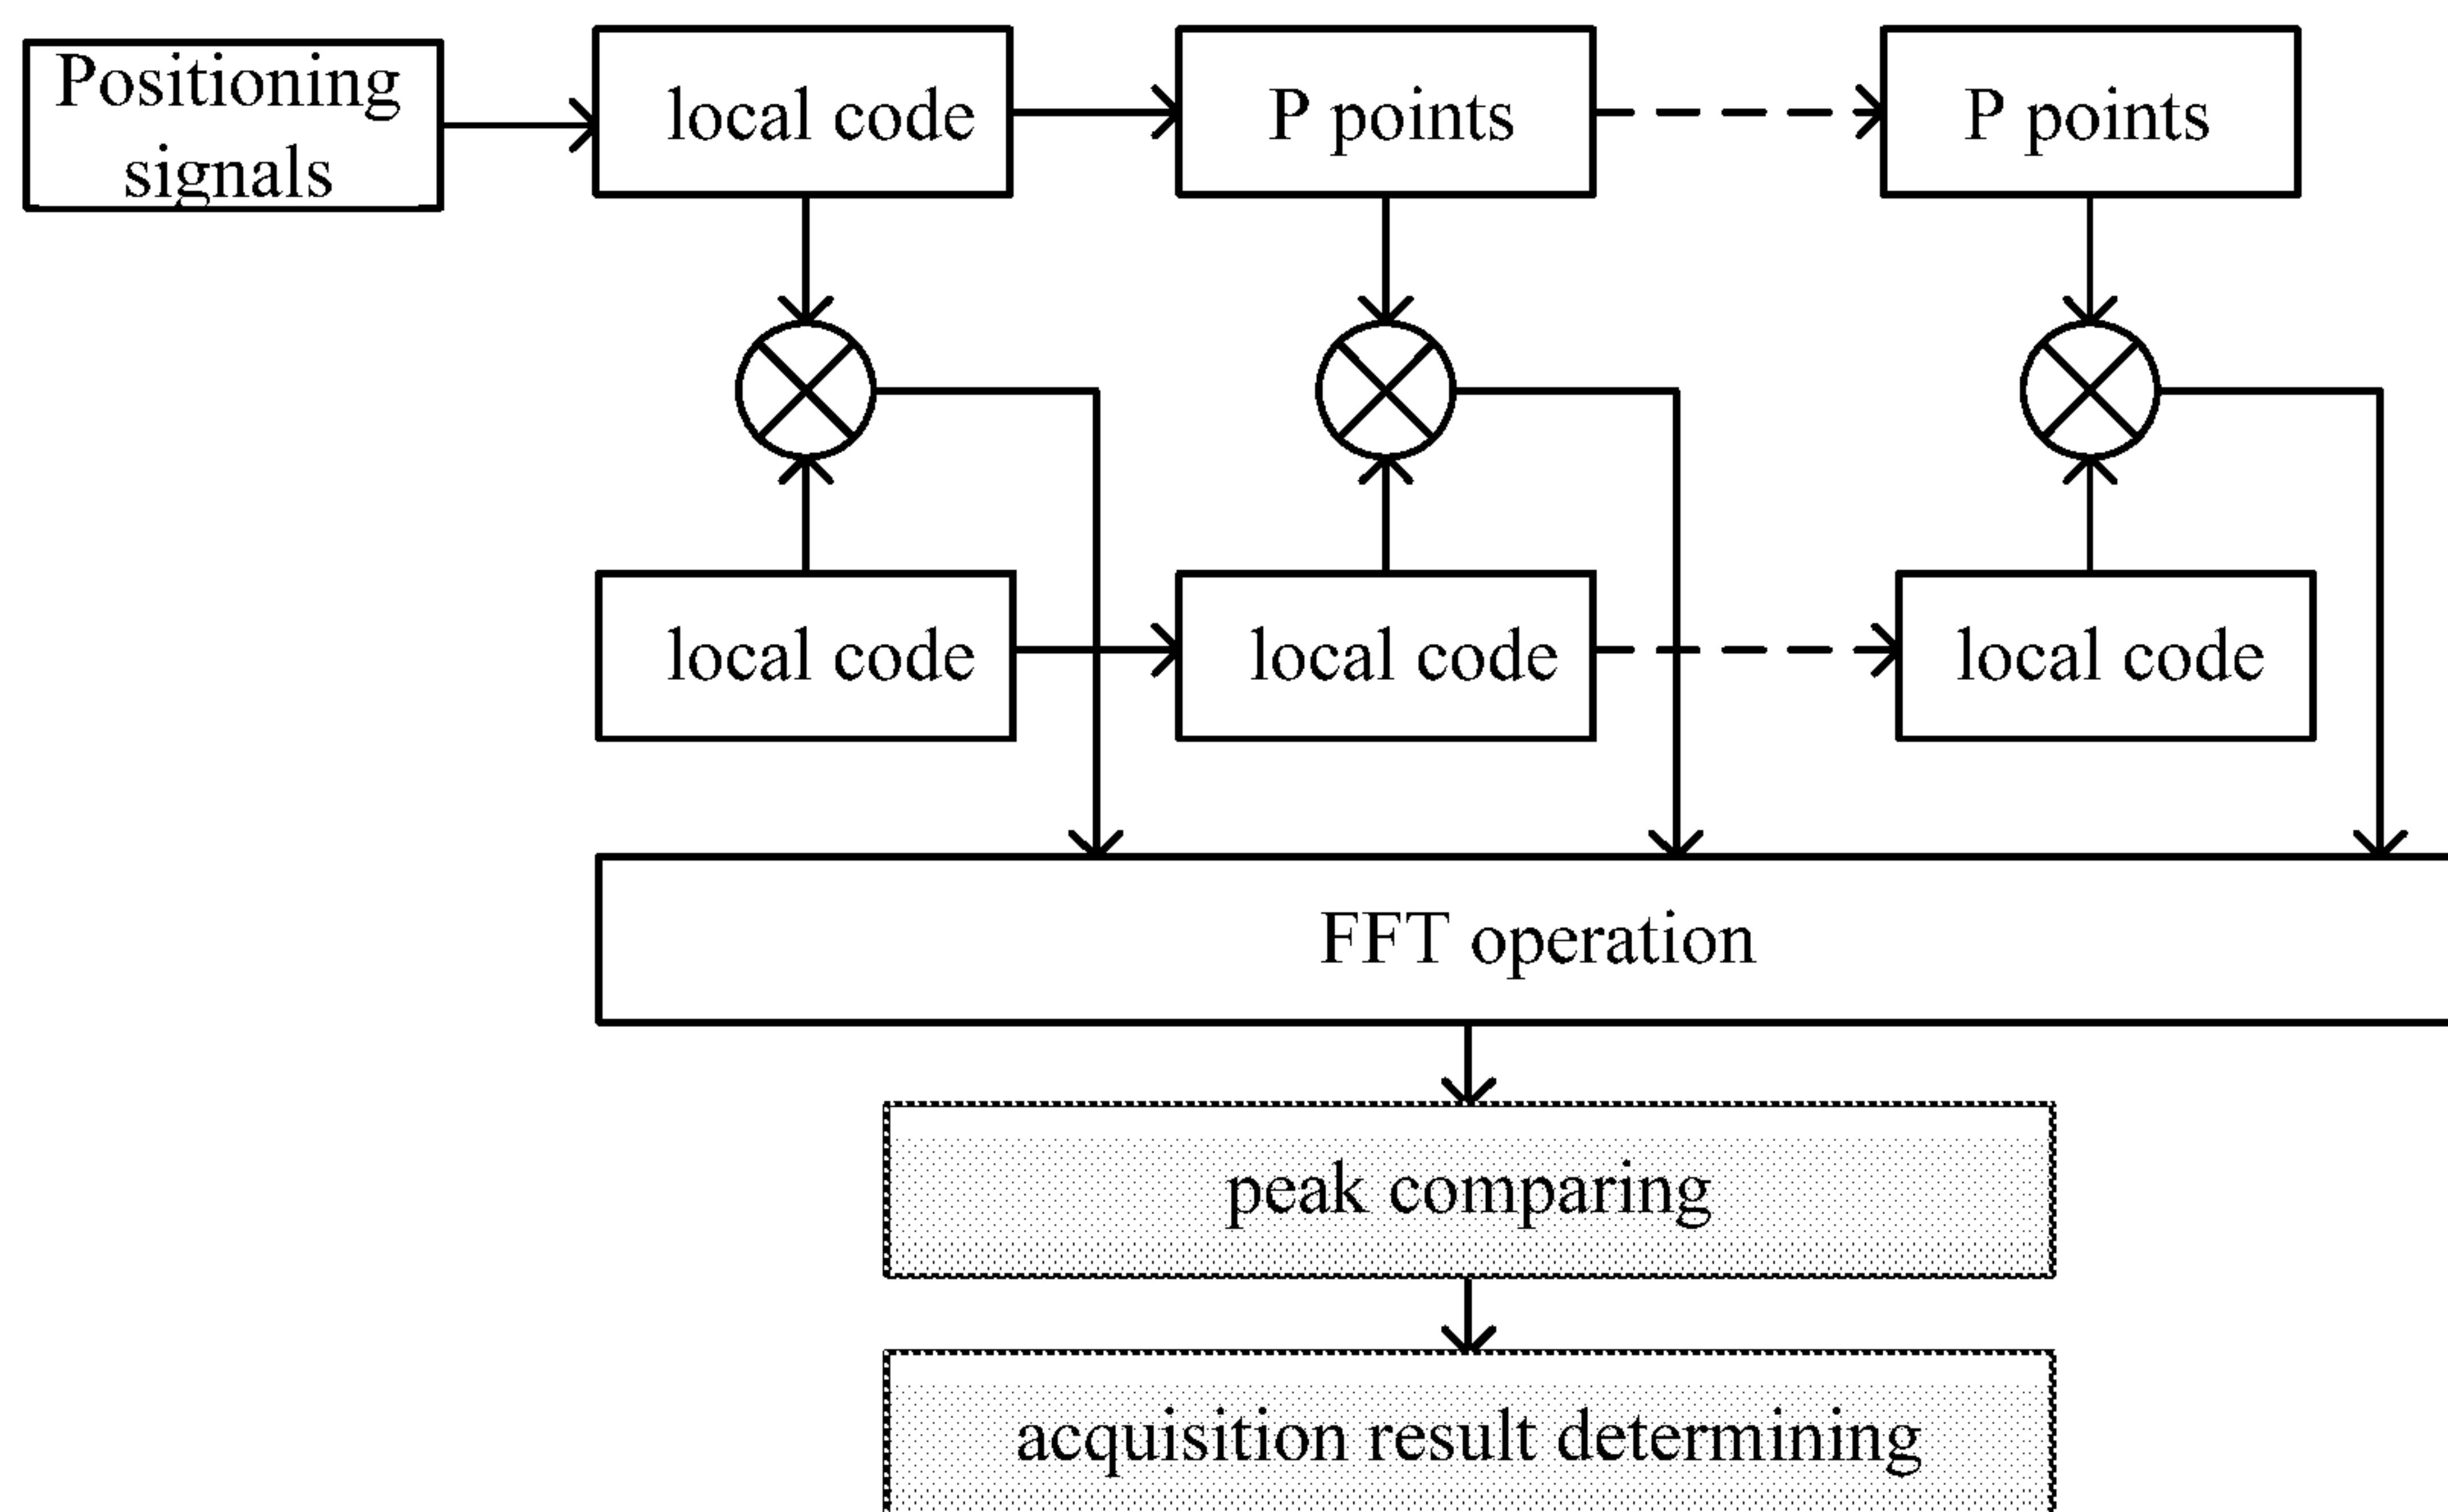 Positioning
signals
local code
P points
P points
local code
local code
local code
FFT operation
peak comparing
acquisition result determining